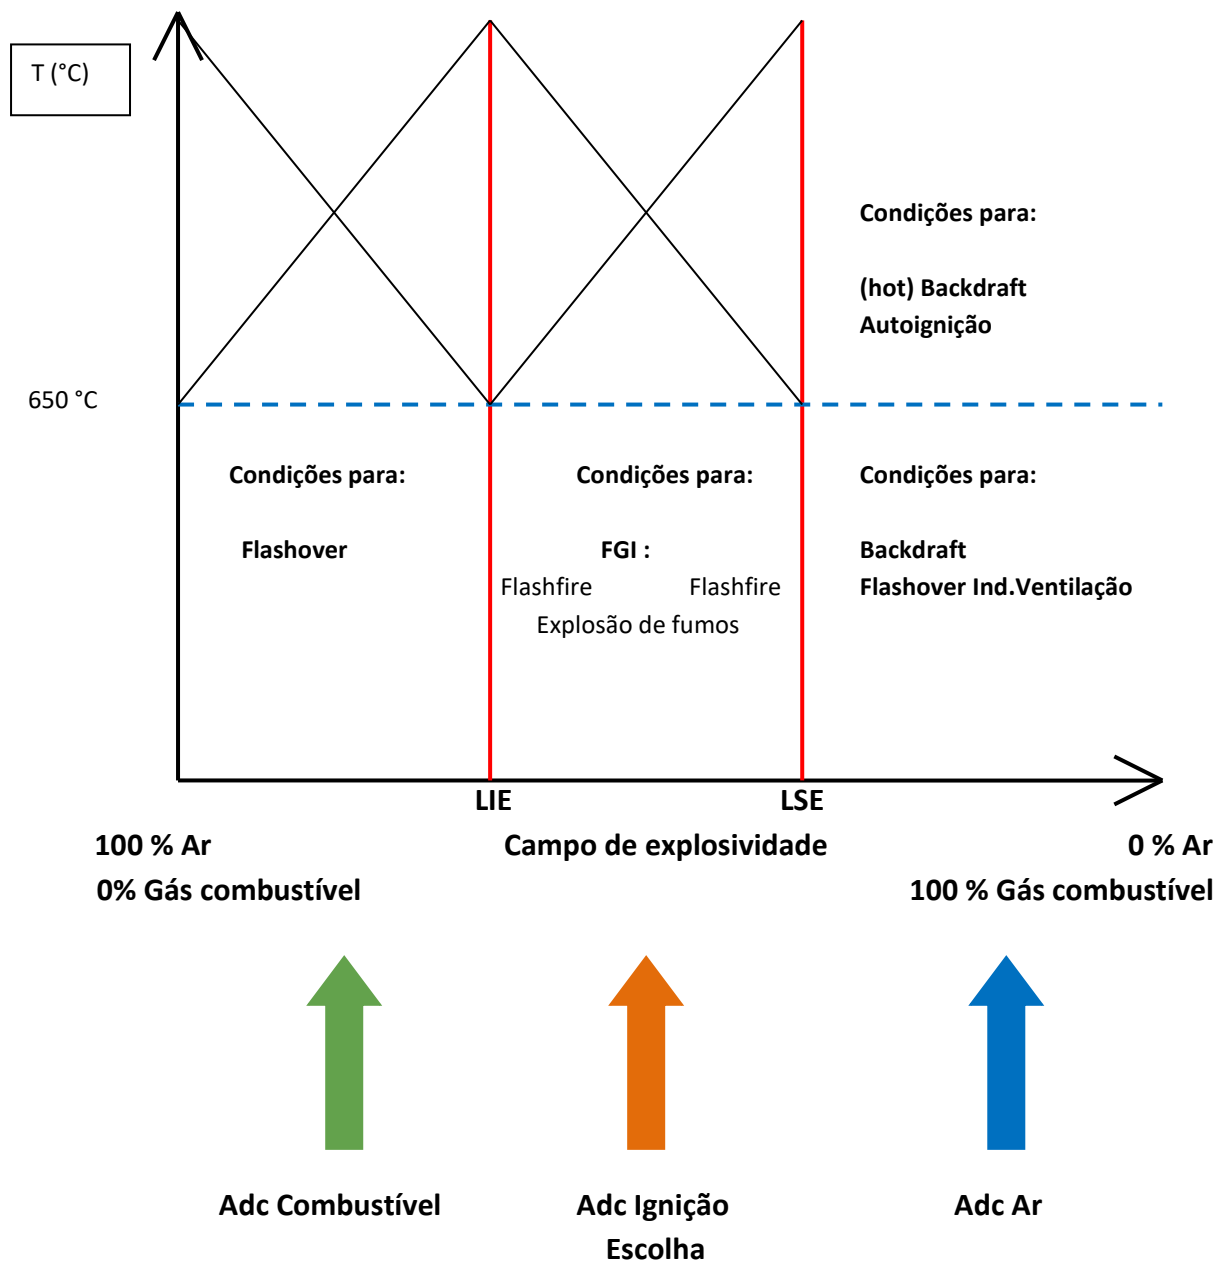 T (°C)
Condições para:
(hot) Backdraft
Autoignição
650 °C
Condições para:
Flashover
Condições para:
FGI :
Flashfire Flashfire
Explosão de fumos
Condições para:
Backdraft
Flashover Ind.Ventilação
LIE LSE
100 % Ar Campo de explosividade 0 % Ar
0% Gás combustível 100 % Gás combustível
Adc Combustível
Adc Ignição
Escolha
Adc Ar